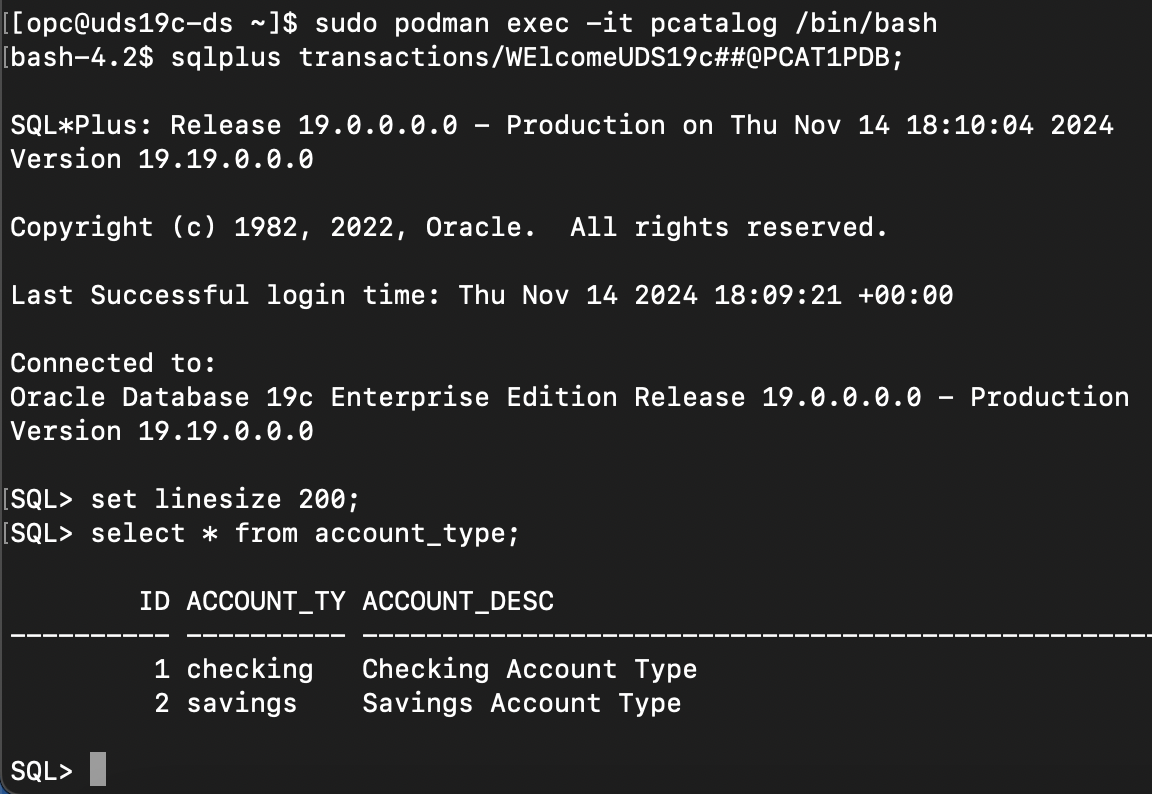 [[opc@uds19c-ds ~]$ sudo podman exec -it pcatalog /bin/bash
[bash-4.2$ sqlplus transactions/WElcomeUDS19c##@PCAT1PDB;
SQL*Plus: Release 19.0.0.0.0 - Production on Thu Nov 14 18:10:04 2024
Version 19.19.0.0.0
Copyright (c) 1982, 2022, Oracle.  All rights reserved.
Last Successful login time: Thu Nov 14 2024 18:09:21 +00:00
Connected to:
Oracle Database 19c Enterprise Edition Release 19.0.0.0.0 - Production
Version 19.19.0.0.0
[SQL> set linesize 200;
[SQL> select * from account_type;
        ID ACCOUNT_TY ACCOUNT_DESC
---------- ---------- --------------------------------------------------
         1 checking   Checking Account Type
         2 savings    Savings Account Type
SQL>